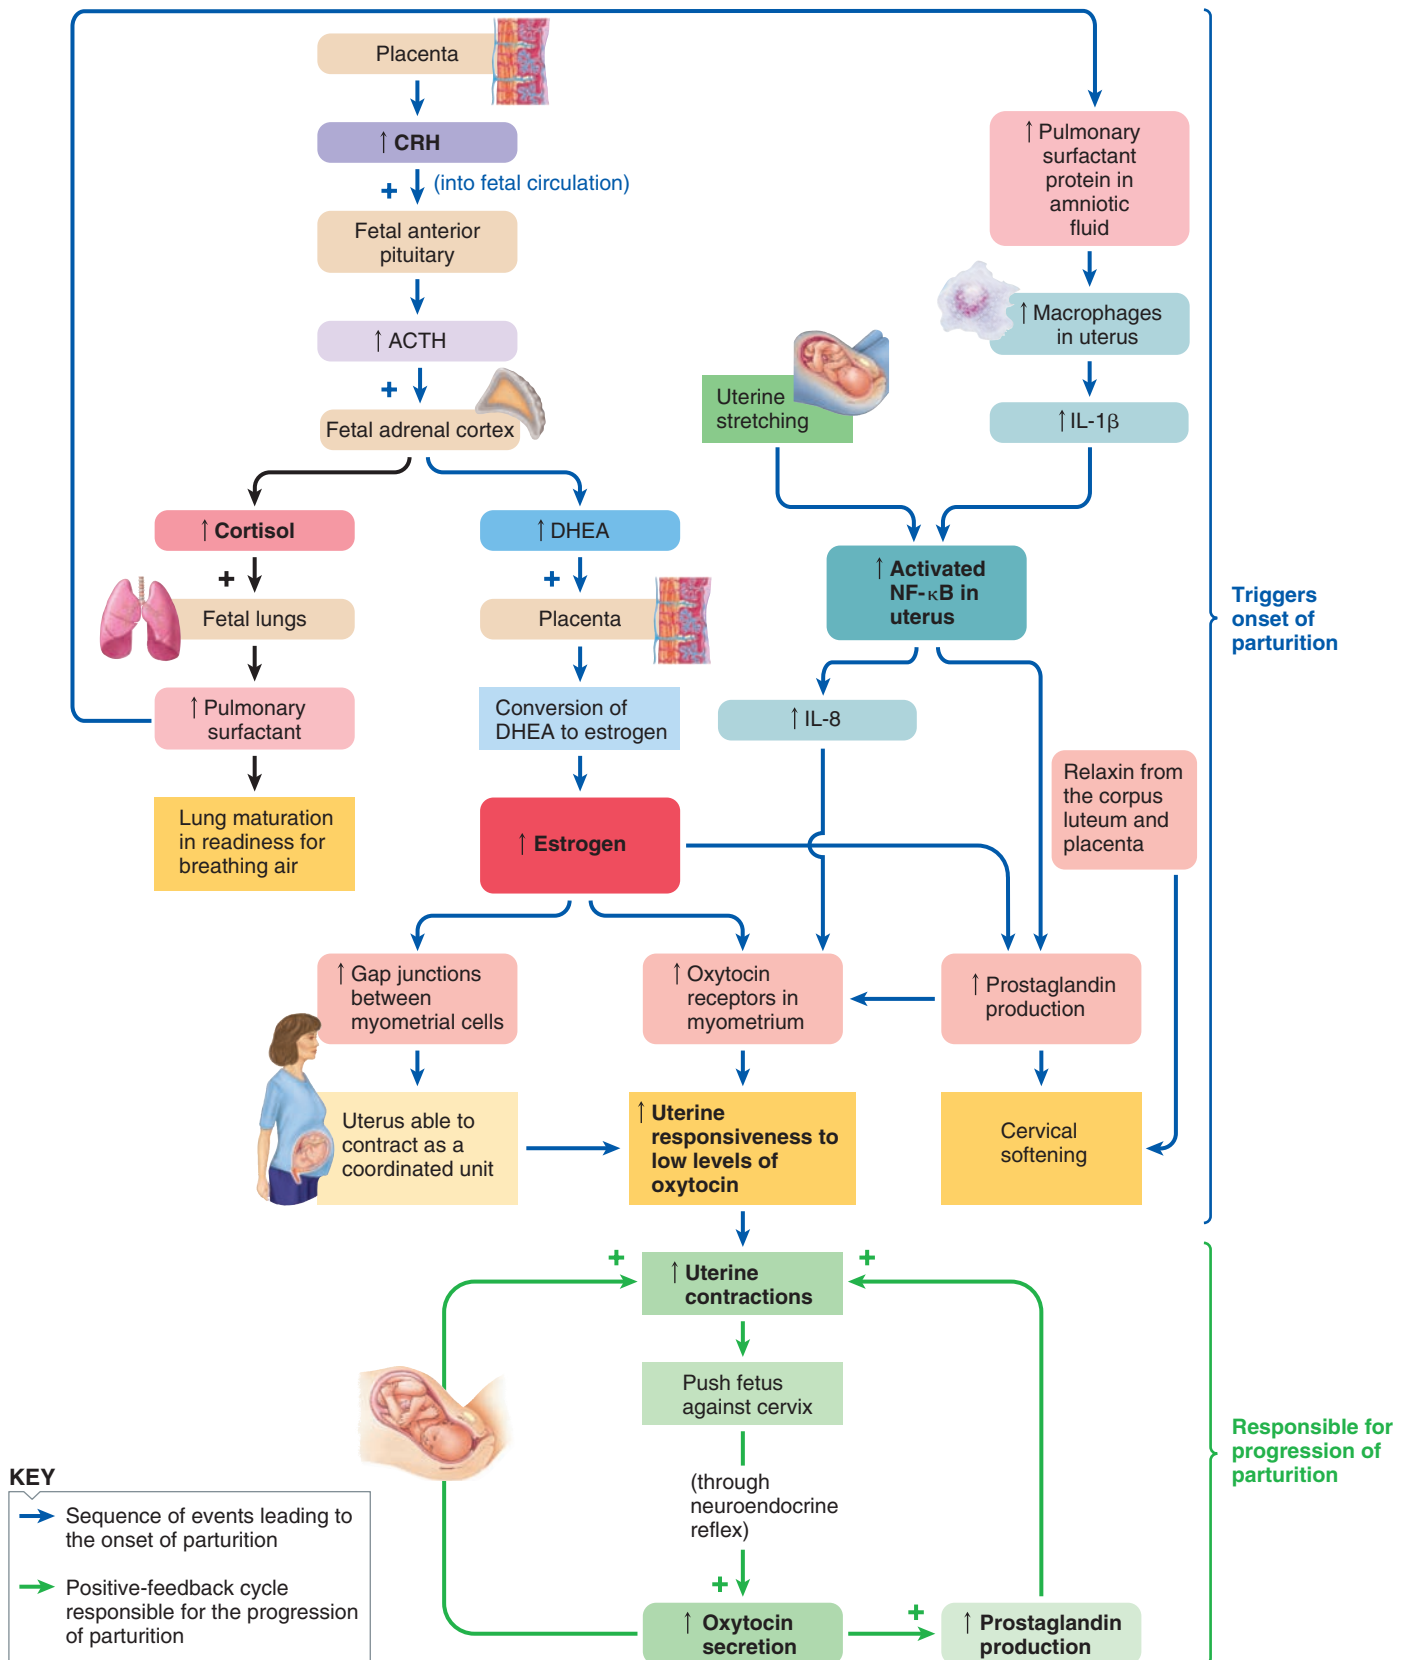 Placenta
↑ CRH
+ (into fetal circulation)
Fetal anterior
pituitary
↑ ACTH
+
Fetal adrenal cortex
↑ Cortisol
+
Fetal lungs
↑ Pulmonary
surfactant
Lung maturation
in readiness for
breathing air
↑ DHEA
+
Placenta
Conversion of
DHEA to estrogen
↑ Estrogen
↑ Pulmonary
surfactant
protein in
amniotic
fluid
↑ Macrophages
in uterus
↑ IL-1β
Uterine
stretching
↑ Activated
NF-κB in
uterus
↑ IL-8
Relaxin from
the corpus
luteum and
placenta
↑ Gap junctions
between
myometrial cells
↑ Oxytocin
receptors in
myometrium
↑ Prostaglandin
production
Uterus able to
contract as a
coordinated unit
↑ Uterine
responsiveness to
low levels of
oxytocin
Cervical
softening
Triggers
onset of
parturition
+ +
↑ Uterine
contractions
Push fetus
against cervix
(through
neuroendocrine
reflex)
+
↑ Oxytocin
secretion
+
↑ Prostaglandin
production
Responsible for
progression of
parturition
KEY
Sequence of events leading to
the onset of parturition
Positive-feedback cycle
responsible for the progression
of parturition